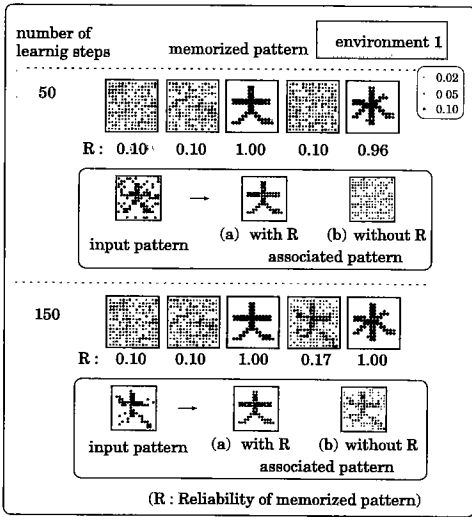 number of
learnig steps
memorized pattern
environment 1
0.02
0 05
0.10
50
R : 0.10 0.10 1.00 0.10 0.96
input pattern
(a) with R (b) without R
associated pattern
150
R : 0.10 0.10 1.00 0.17 1.00
input pattern
(a) with R (b) without R
associated pattern
(R : Reliability of memorized pattern)